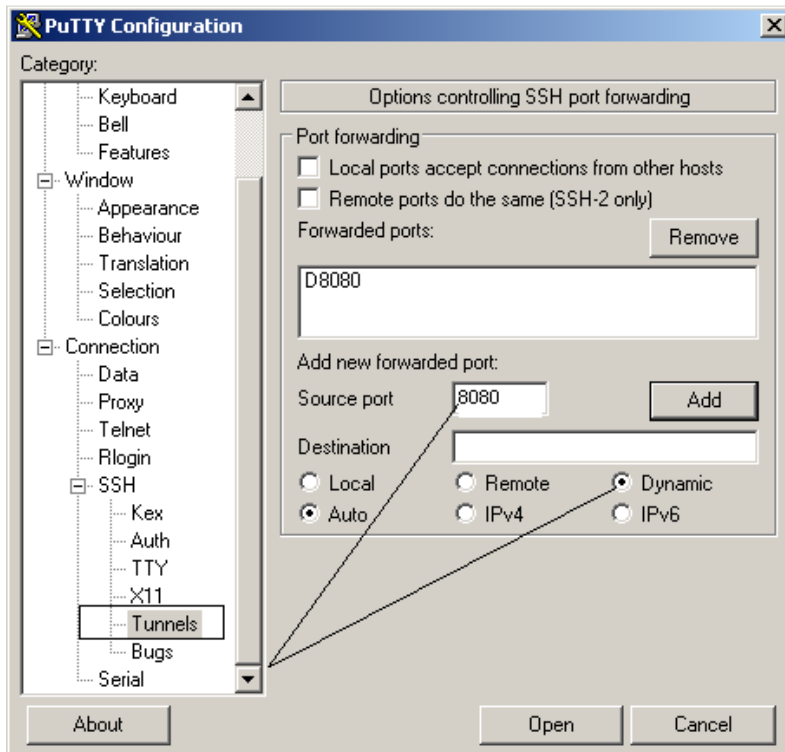 PuTTY Configuration
Category:
Keyboard
Bell
Features
Window
Appearance
Behaviour
Translation
Selection
Colours
Connection
Data
Proxy
Telnet
Rlogin
SSH
Kex
Auth
TTY
X11
Tunnels
Bugs
Serial
Options controlling SSH port forwarding
Port forwarding
Local ports accept connections from other hosts
Remote ports do the same (SSH-2 only)
Forwarded ports:
Remove
D8080
Add new forwarded port:
Source port 8080 Add
Destination
Local Remote Dynamic
Auto IPv4 IPv6
About Open Cancel